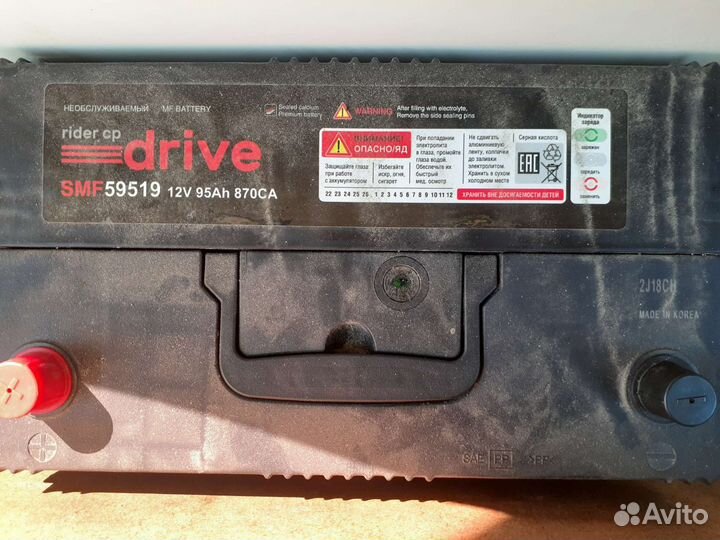 НЕОБСЛУЖИВАЕМЫЙ MF BATTERY
Sealed calcium
Premium battery
WARNING
After filling with electrolyte,
Remove the side sealing pins
rider cp
drive
SMF59519 12V 95Ah 870CA
ВНИМАНИЕ!
ОПАСНО/ЯД
Защищайте глаза
при работе
с аккумулятором
Избегайте
искр, огня,
сигарет
При попадании
электролита
в глаза, промойте
глаза водой.
Обеспечьте их
быстрый
мед. осмотр
Не сдвигать
алюминиевую
ленту, колпачки
до заливки
электролитом.
Хранить в сухом
холодном месте
Серная кислота
EAC
22 23 24 25 26 . 1 2 3 4 5 6 7 8 9 10 11 12
ХРАНИТЬ ВНЕ ДОСЯГАЕМОСТИ ДЕТЕЙ
Индикатор
заряда
заряжен
зарядить
заменить
2J18CH
MADE IN KOREA
SAE PP >PP<
Avito